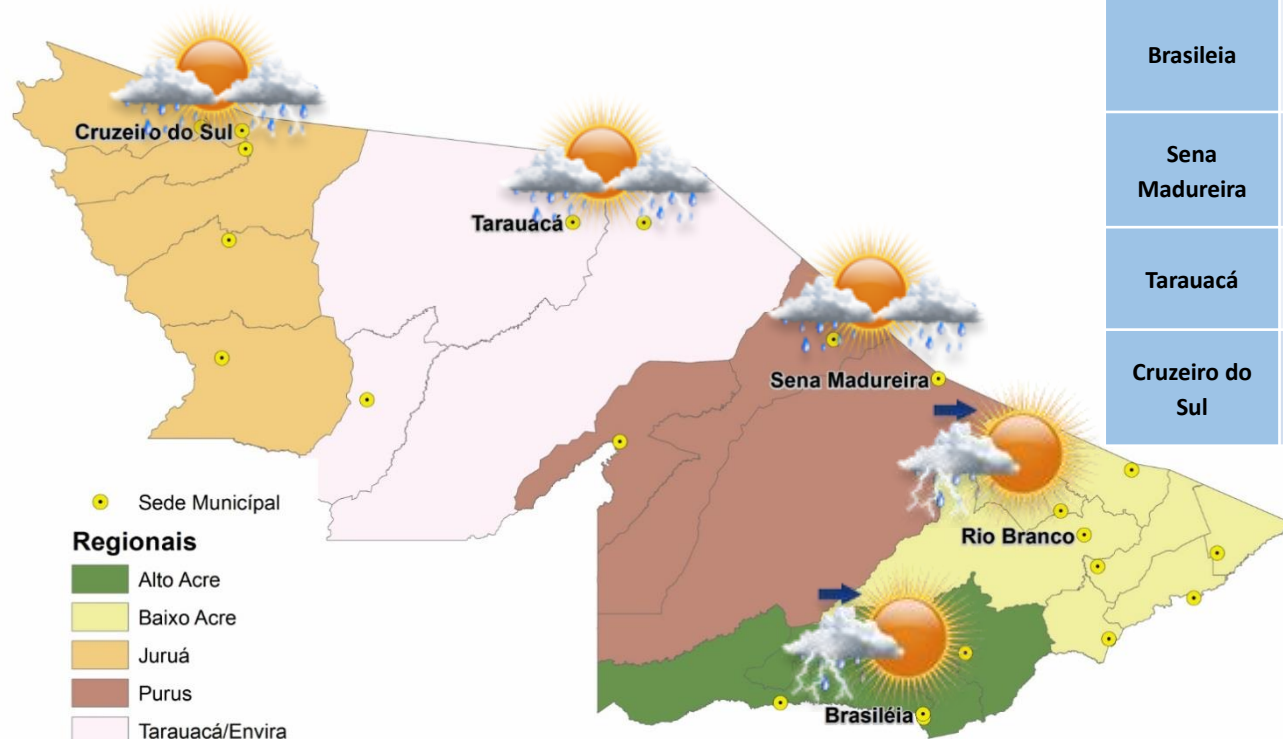 Cruzeiro do Sul
Tarauacá
Sena Madureira
Rio Branco
Brasiléia
Sede Municípal
Regionais
Alto Acre
Baixo Acre
Juruá
Purus
Tarauacá/Envira
Brasileia
Sena
Madureira
Tarauacá
Cruzeiro do
Sul